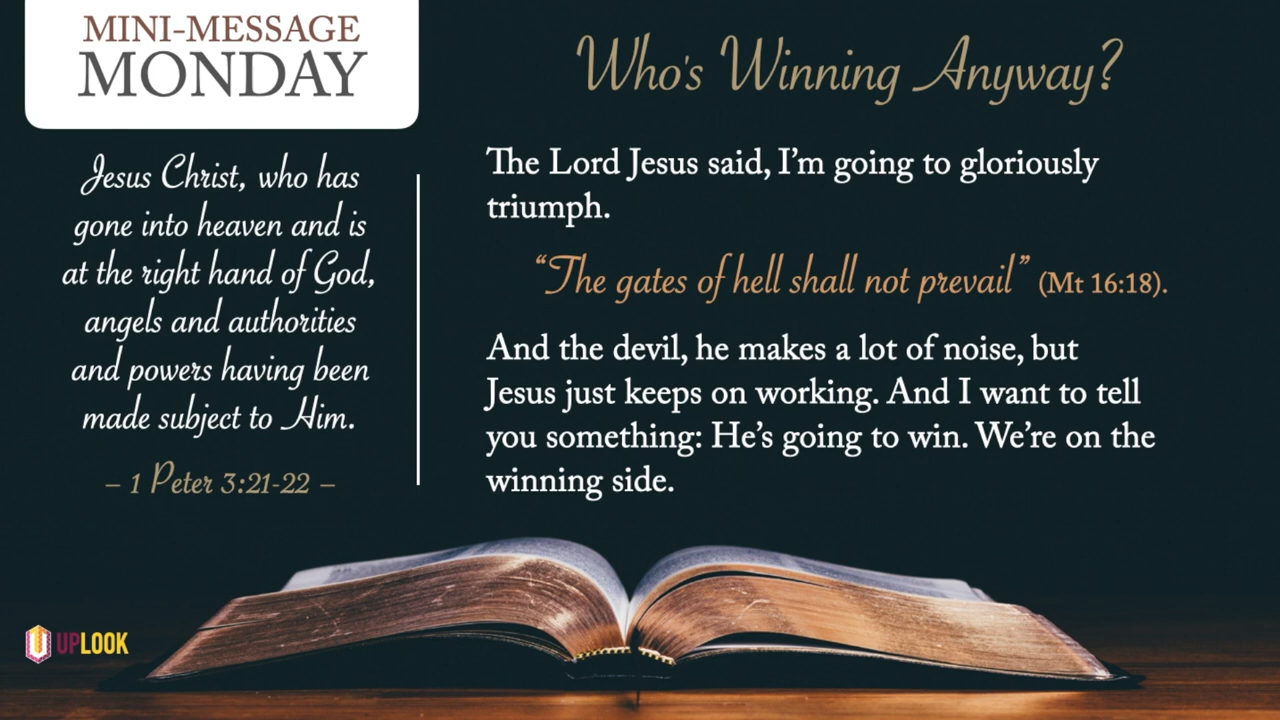 MINI-MESSAGE
MONDAY
Jesus Christ, who has
gone into heaven and is
at the right hand of God,
angels and authorities
and powers having been
made subject to Him.
– 1 Peter 3:21-22 –
Who's Winning Anyway?
The Lord Jesus said, I’m going to gloriously
triumph.
“The gates of hell shall not prevail” (Mt 16:18).
And the devil, he makes a lot of noise, but
Jesus just keeps on working. And I want to tell
you something: He’s going to win. We’re on the
winning side.
UPLOOK